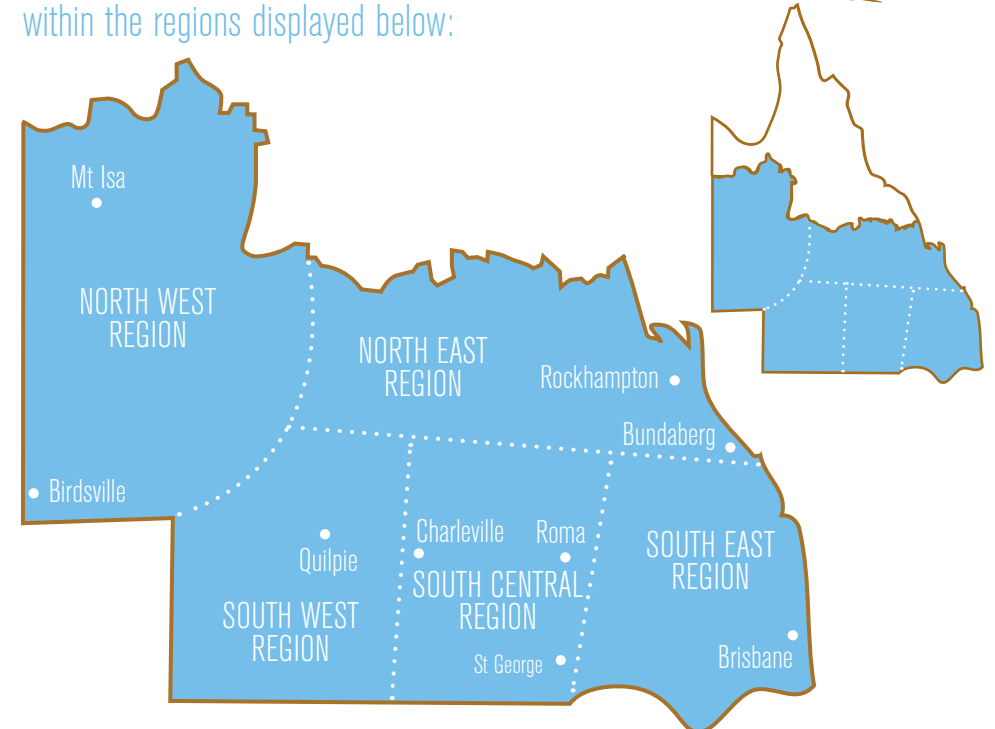 within the regions displayed below:
Mt Isa
NORTH WEST
REGION
NORTH EAST
REGION
Rockhampton
Bundaberg
Birdsville
Quilpie
Charleville
Roma
SOUTH CENTRAL
REGION
SOUTH EAST
REGION
SOUTH WEST
REGION
St George
Brisbane